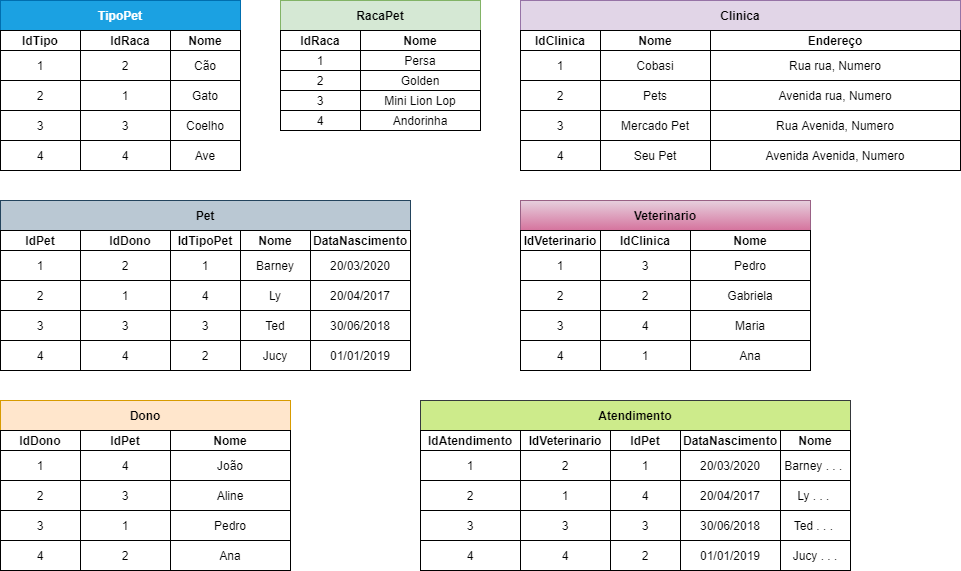 TipoPet
IdTipo IdRaca Nome
1 2 Cão
2 1 Gato
3 3 Coelho
4 4 Ave
RacaPet
IdRaca Nome
1 Persa
2 Golden
3 Mini Lion Lop
4 Andorinha
Clinica
IdClinica Nome Endereço
1 Cobasi Rua rua, Numero
2 Pets Avenida rua, Numero
3 Mercado Pet Rua Avenida, Numero
4 Seu Pet Avenida Avenida, Numero
Pet
IdPet IdDono IdTipoPet Nome DataNascimento
1 2 1 Barney 20/03/2020
2 1 4 Ly 20/04/2017
3 3 3 Ted 30/06/2018
4 4 2 Jucy 01/01/2019
Veterinario
IdVeterinario IdClinica Nome
1 3 Pedro
2 2 Gabriela
3 4 Maria
4 1 Ana
Dono
IdDono IdPet Nome
1 4 João
2 3 Aline
3 1 Pedro
4 2 Ana
Atendimento
IdAtendimento IdVeterinario IdPet DataNascimento Nome
1 2 1 20/03/2020 Barney . . .
2 1 4 20/04/2017 Ly . . .
3 3 3 30/06/2018 Ted . . .
4 4 2 01/01/2019 Jucy . . .